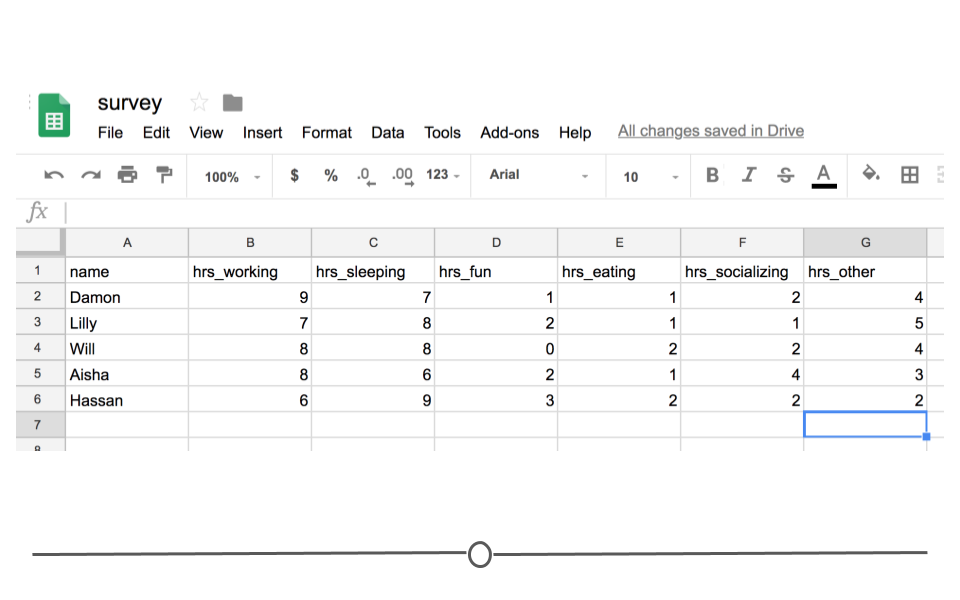 survey
File Edit View Insert Format Data Tools Add-ons Help All changes saved in Drive
100% $ % .0 .00 123 Arial 10 B I S A
fx
A B C D E F G
1 name hrs_working hrs_sleeping hrs_fun hrs_eating hrs_socializing hrs_other
2 Damon 9 7 1 1 2 4
3 Lilly 7 8 2 1 1 5
4 Will 8 8 0 2 2 4
5 Aisha 8 6 2 1 4 3
6 Hassan 6 9 3 2 2 2
7